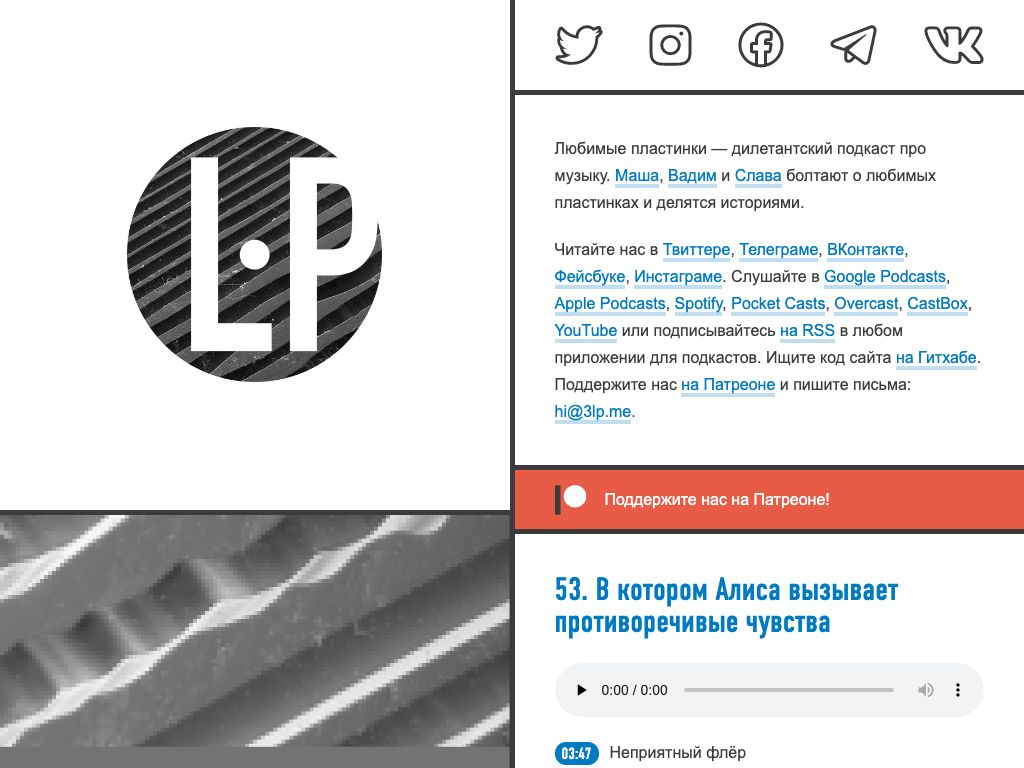 LP
Любимые пластинки — дилетантский подкаст про
музыку. Маша, Вадим и Слава болтают о любимых
пластинках и делятся историями.
Читайте нас в Твиттере, Телеграме, ВКонтакте,
Фейсбуке, Инстаграме. Слушайте в Google Podcasts,
Apple Podcasts, Spotify, Pocket Casts, Overcast, CastBox,
YouTube или подписывайтесь на RSS в любом
приложении для подкастов. Ищите код сайта на Гитхабе.
Поддержите нас на Патреоне и пишите письма:
hi@3lp.me.
Поддержите нас на Патреоне!
53. В котором Алиса вызывает
противоречивые чувства
0:00 / 0:00
03:47 Неприятный флёр